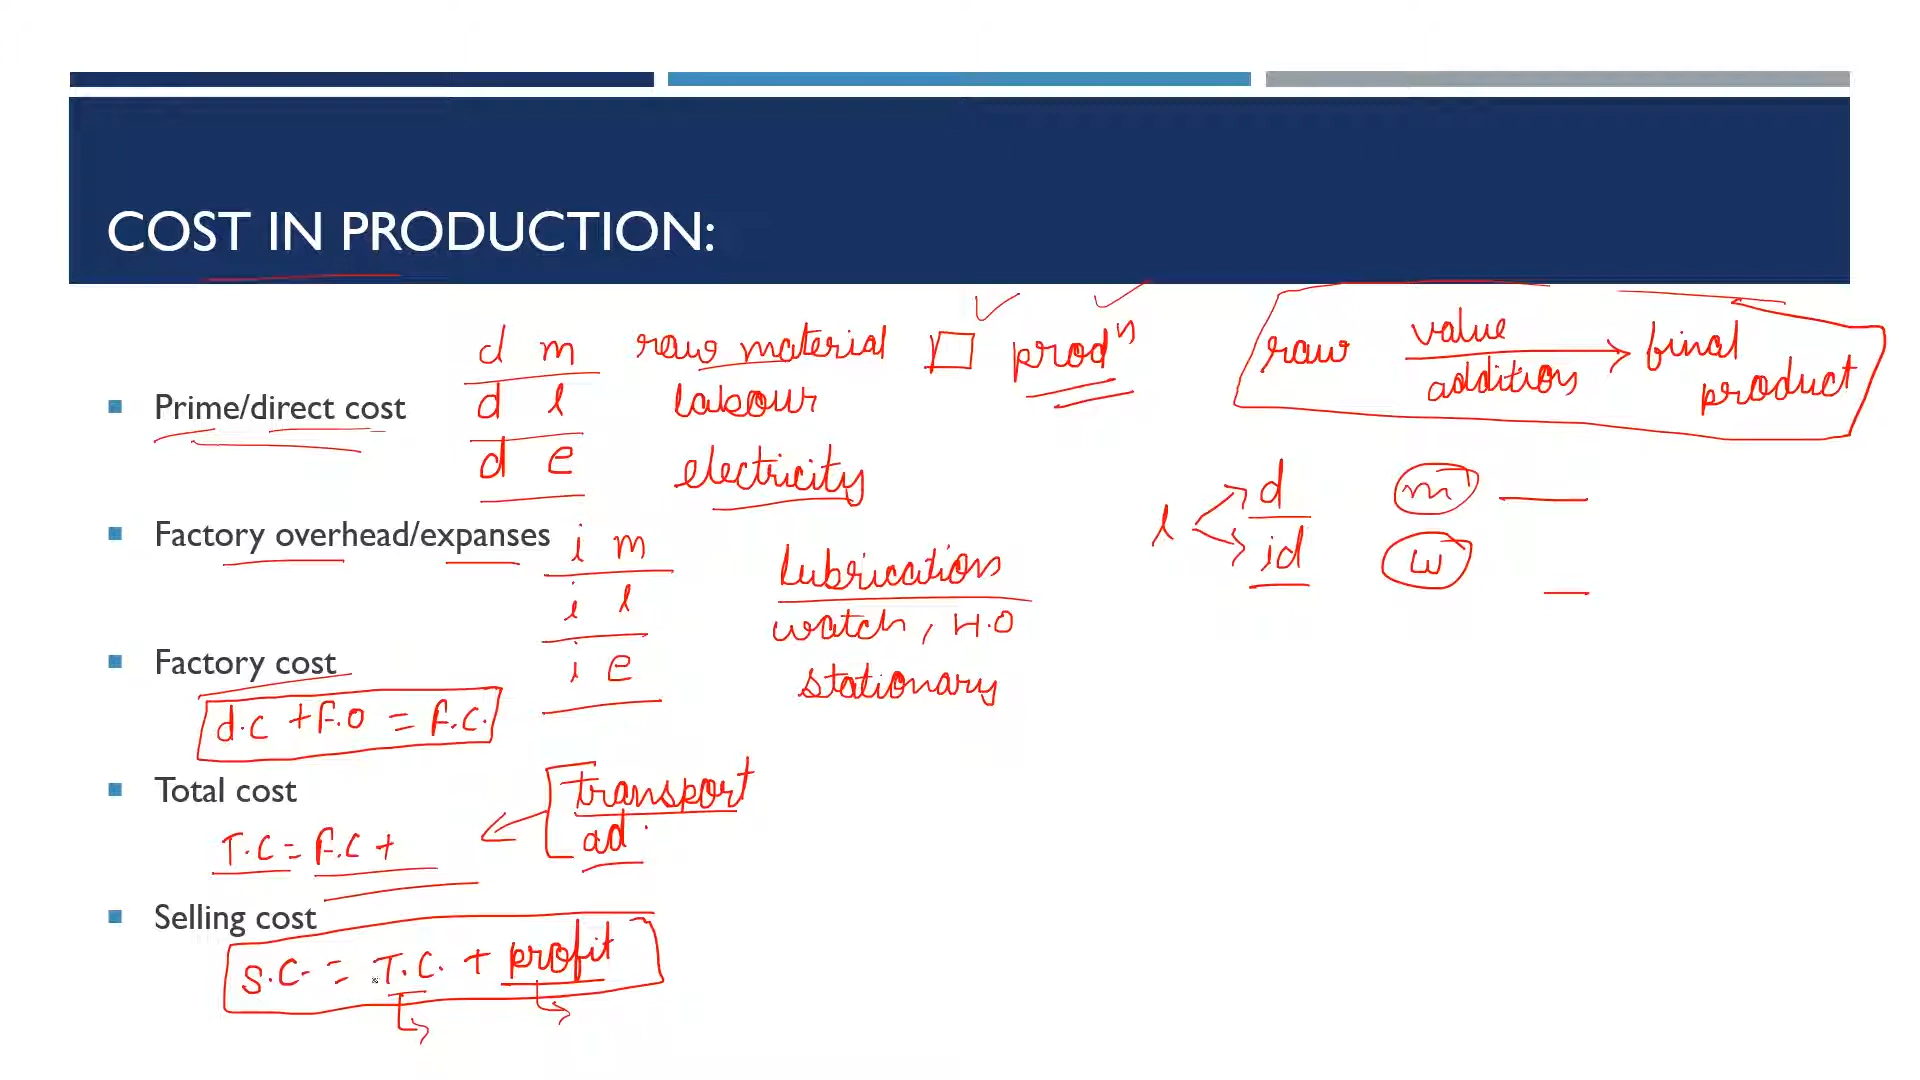 COST IN PRODUCTION:
d m raw material prodⁿ
raw value addition final product
Prime/direct cost
d l labour
d e electricity
l d m
id w
Factory overhead/expanses
i m Lubrications
i l watch, H.O
i e stationary
Factory cost
d.c + F.O = F.C.
Total cost
transport
ad.
T.C = F.C +
Selling cost
S.C. = T.C. + profit